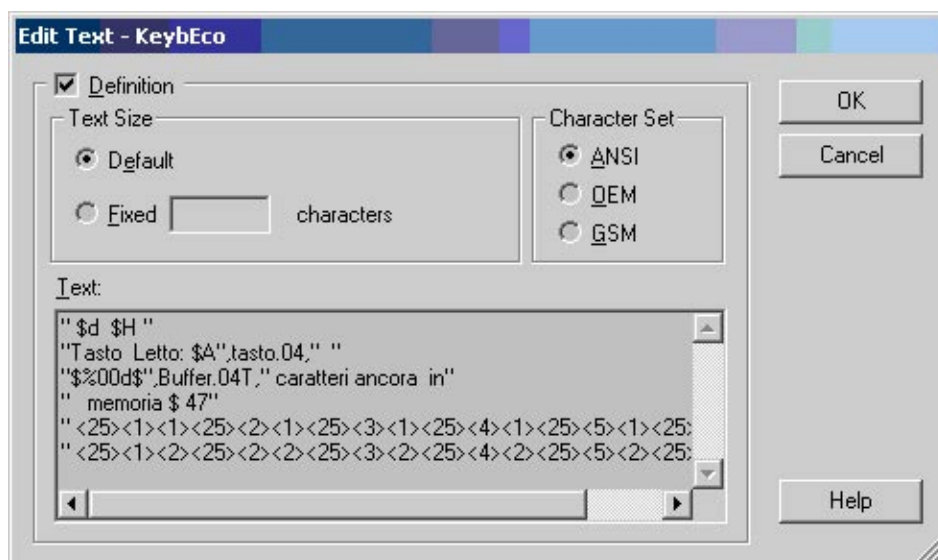 Edit Text - KeybEco
Definition
Text Size
Default
Fixed characters
Character Set
ANSI
OEM
GSM
OK
Cancel
Text:
" $d $H "
"Tasto Letto: $A",tasto.04," "
"$%00d$",Buffer.04T," caratteri ancora in"
" memoria $ 47"
" <25><1><1><25><2><1><25><3><1><25><4><1><25><5><1><25>
" <25><1><2><25><2><2><25><3><2><25><4><2><25><5><2><25>
Help